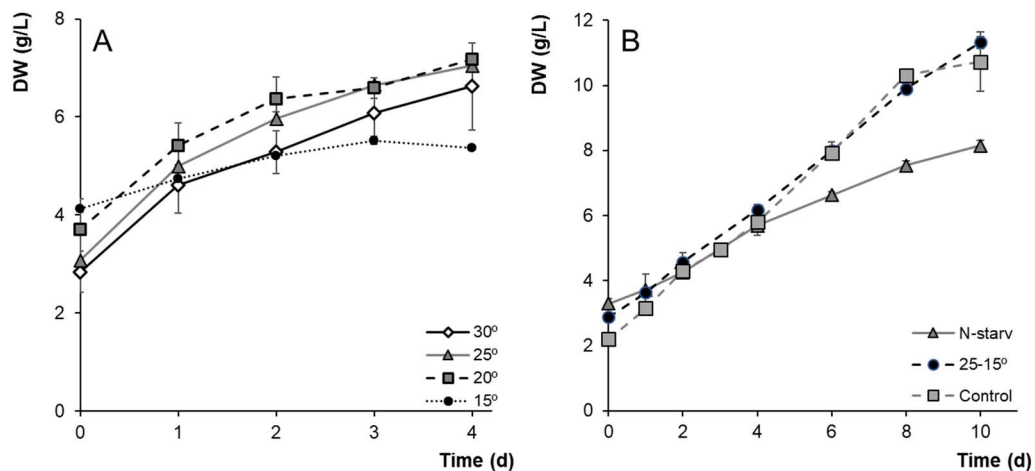 DW (g/L)
A
8
6
4
2
0
0 1 2 3 4
Time (d)
30º
25º
20º
15º
DW (g/L)
B
12
10
8
6
4
2
0
0 2 4 6 8 10
Time (d)
N-starv
25-15º
Control